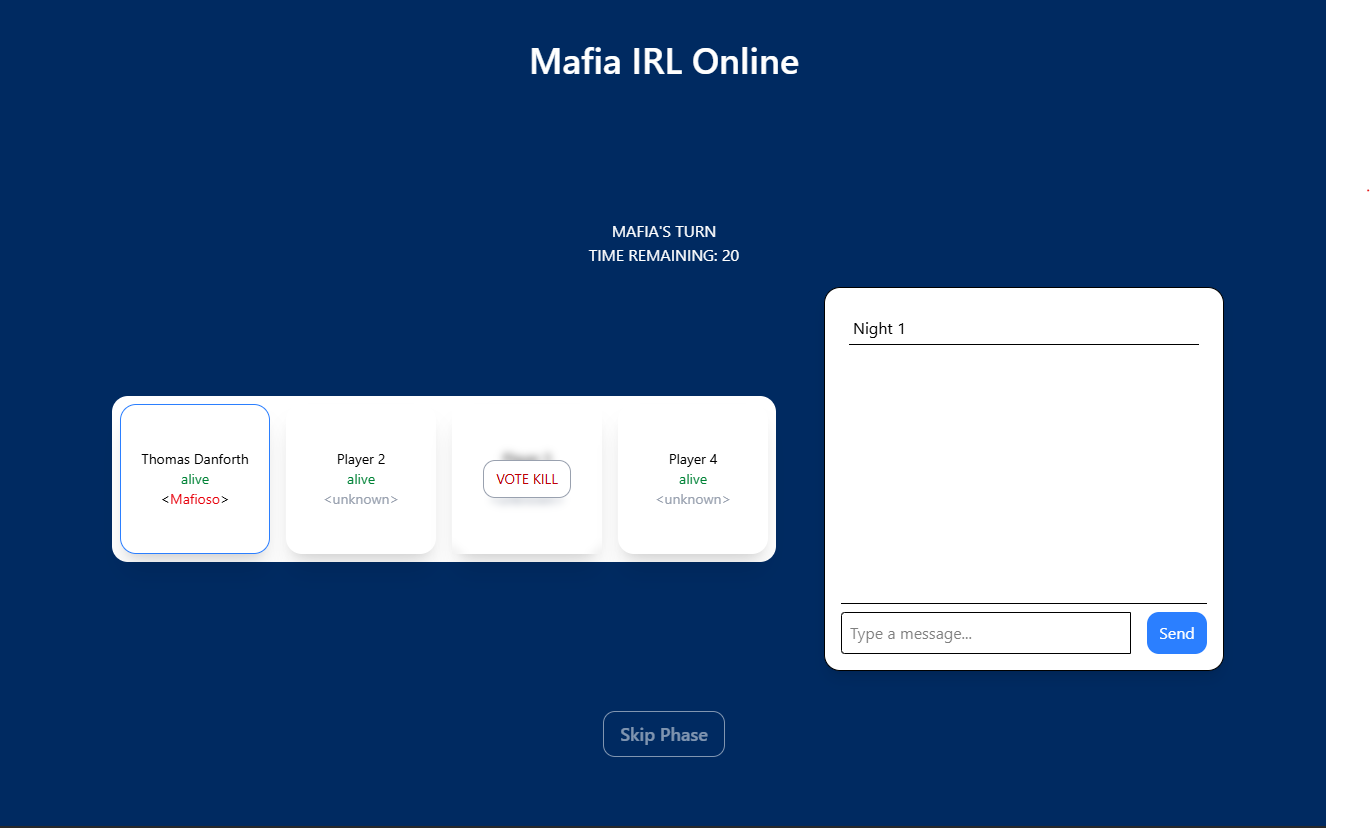 Mafia IRL Online
MAFIA'S TURN
TIME REMAINING: 20
Night 1
Thomas Danforth
alive
<Mafioso>
Player 2
alive
<unknown>
VOTE KILL
Player 4
alive
<unknown>
Type a message...
Send
Skip Phase